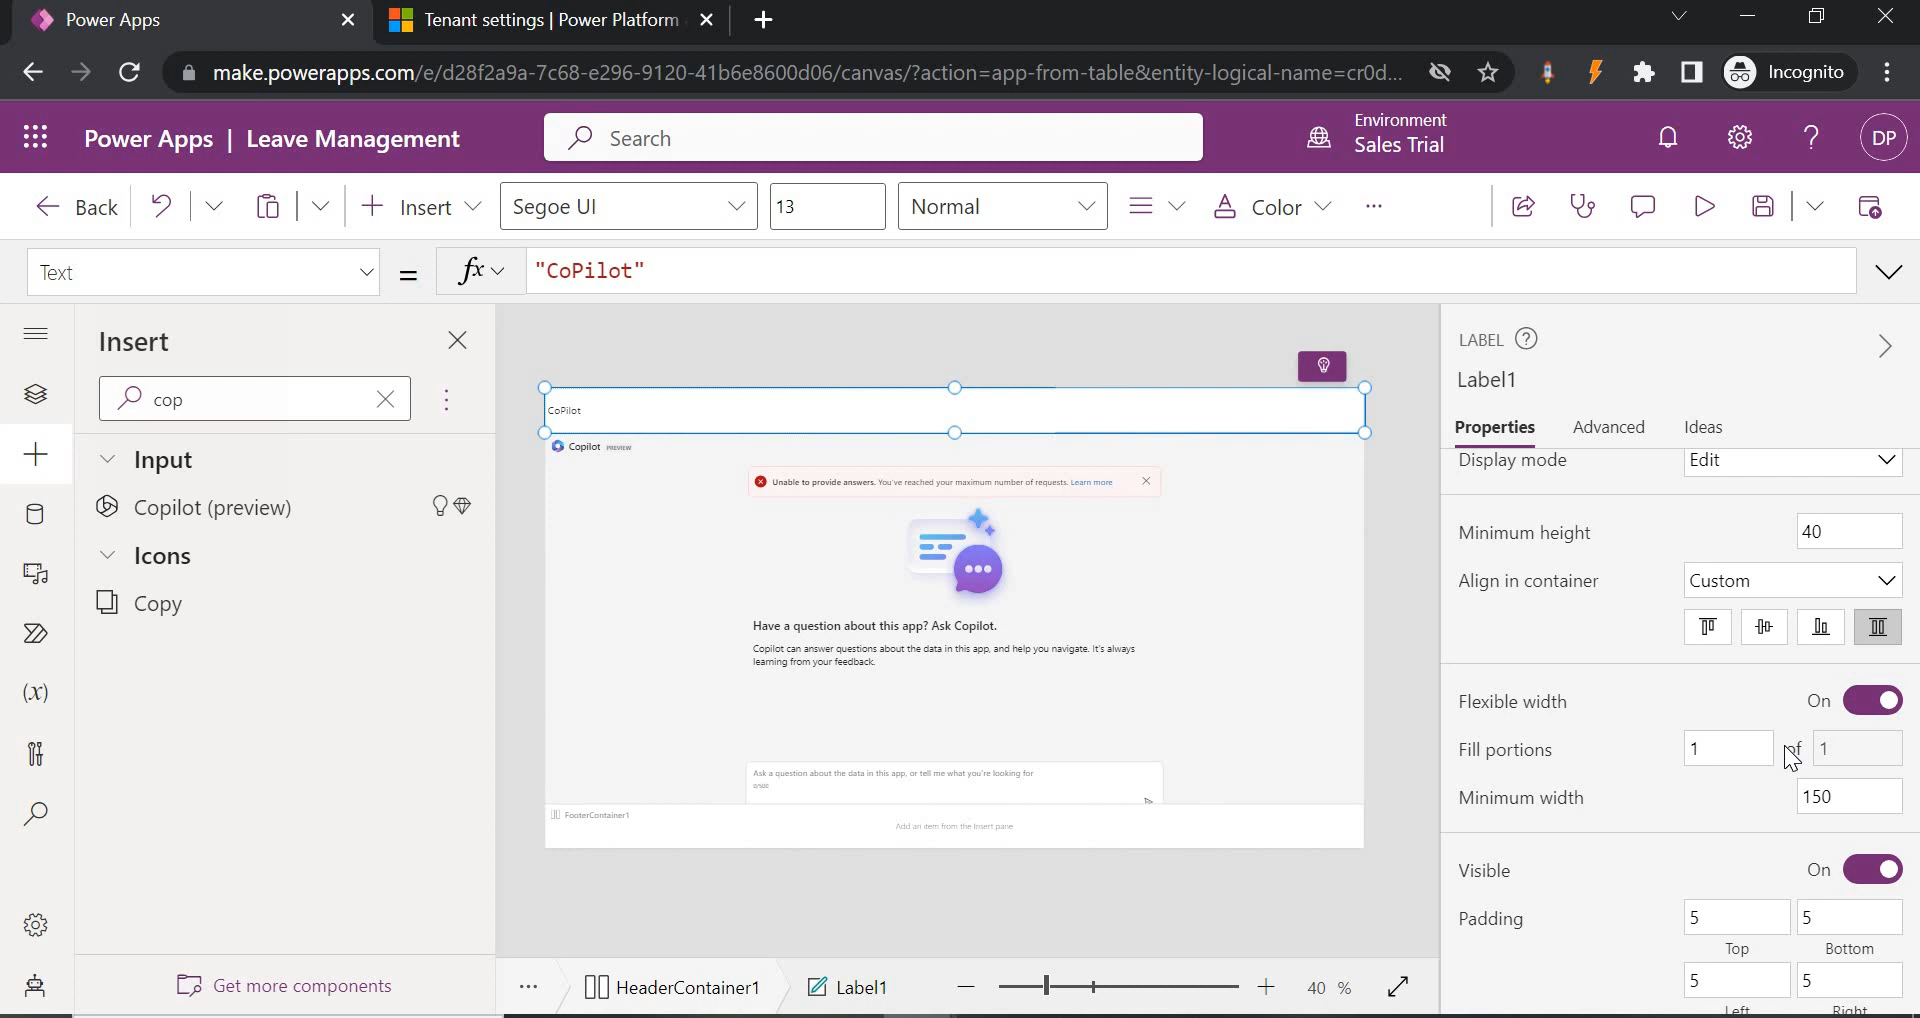 Power Apps
Tenant settings | Power Platform
make.powerapps.com/e/d28f2a9a-7c68-e296-9120-41b6e8600d06/canvas/?action=app-from-table&entity-logical-name=cr0d...
Incognito
Power Apps | Leave Management
Search
Environment
Sales Trial
DP
Back
Insert
Segoe UI
13
Normal
Color
Text
=
fx
"CoPilot"
Insert
cop
Input
Copilot (preview)
Icons
Copy
Get more components
CoPilot
Copilot PREVIEW
Unable to provide answers. You've reached your maximum number of requests. Learn more
Have a question about this app? Ask Copilot.
Copilot can answer questions about the data in this app, and help you navigate. It's always
learning from your feedback.
Ask a question about the data in this app, or tell me what you're looking for
FooterContainer1
Add an item from the Insert pane
HeaderContainer1
Label1
40 %
LABEL
Label1
Properties
Advanced
Ideas
Display mode
Edit
Minimum height
40
Align in container
Custom
Flexible width
On
Fill portions
1
of
1
Minimum width
150
Visible
On
Padding
5
5
Top
Bottom
5
5
Left
Right